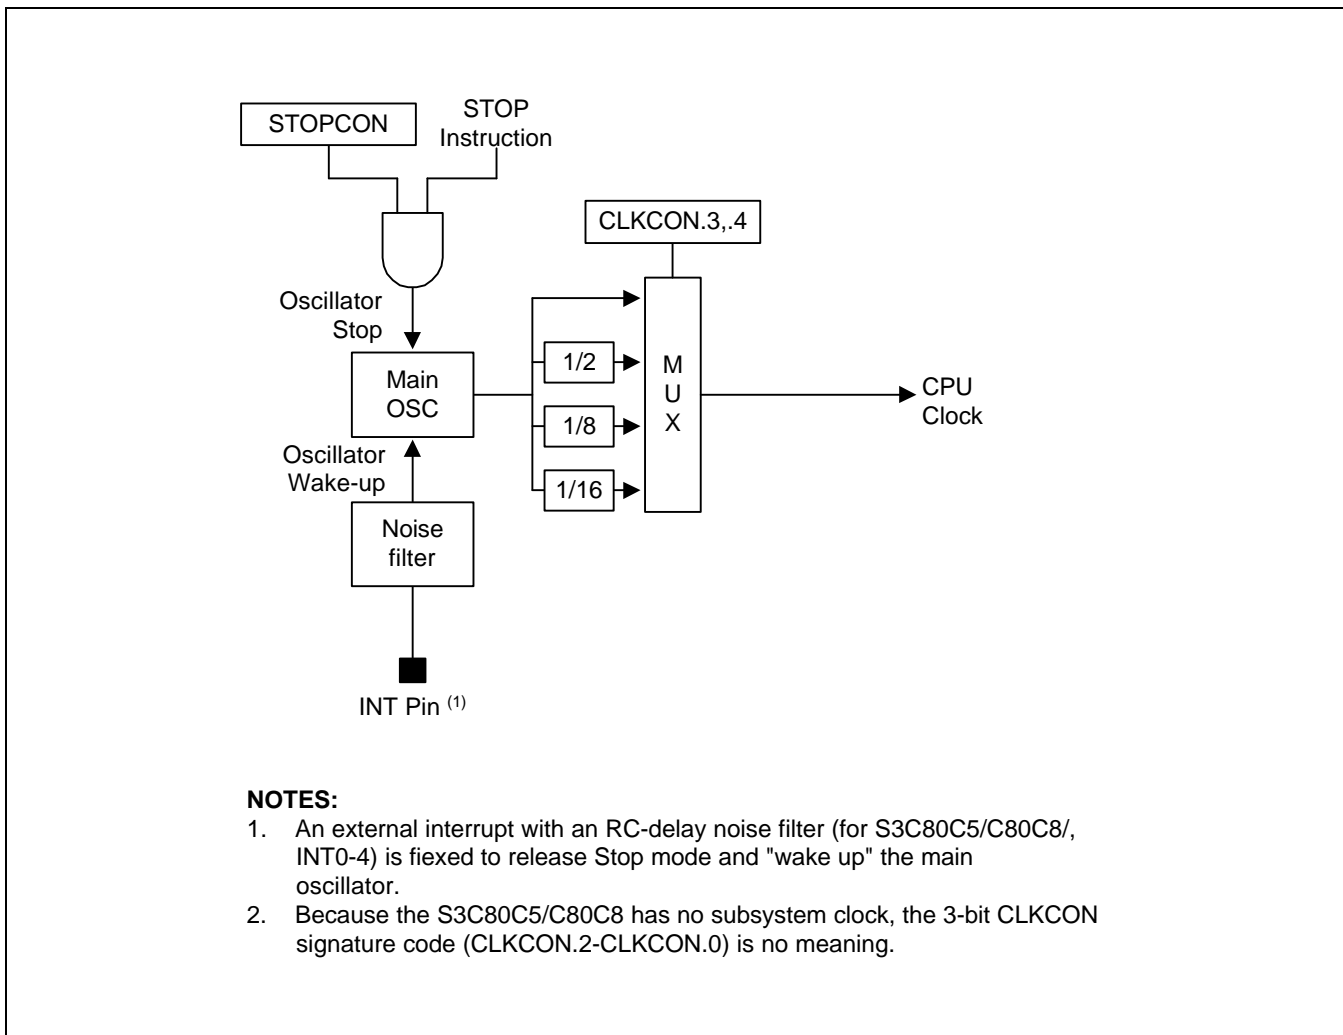 STOPCON
STOP
Instruction
CLKCON.3,.4
Oscillator
Stop
Main
OSC
1/2
1/8
1/16
M
U
X
CPU
Clock
Oscillator
Wake-up
Noise
filter
INT Pin (1)
NOTES:
1. An external interrupt with an RC-delay noise filter (for S3C80C5/C80C8/,
INT0-4) is fiexed to release Stop mode and "wake up" the main
oscillator.
2. Because the S3C80C5/C80C8 has no subsystem clock, the 3-bit CLKCON
signature code (CLKCON.2-CLKCON.0) is no meaning.